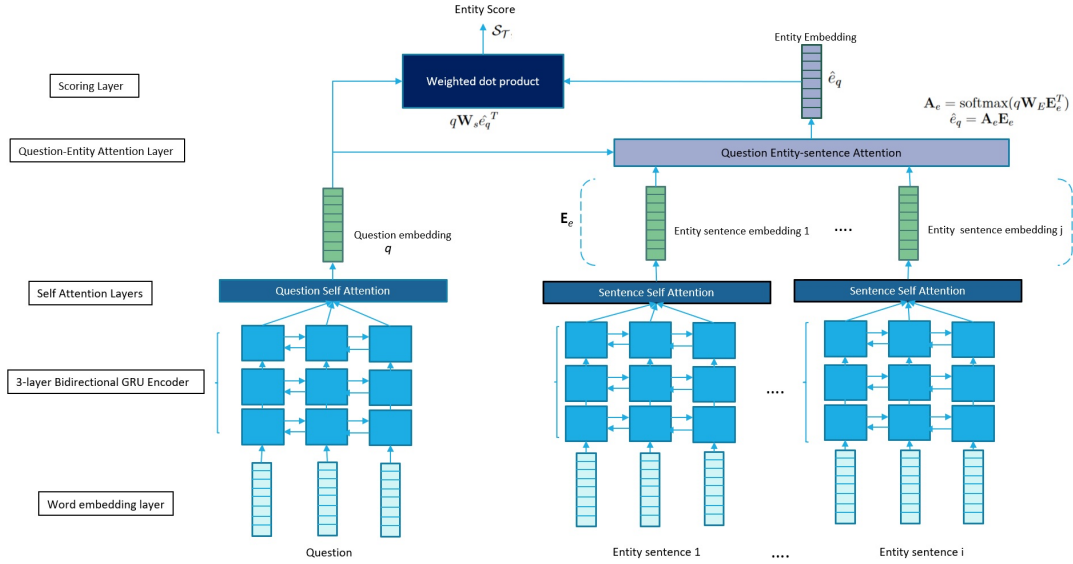 Entity Score
𝒮_𝒯
Entity Embedding
Scoring Layer
Weighted dot product
ê_q
qW_sê_q^T
A_e = softmax(qW_E E_e^T)
ê_q = A_e E_e
Question-Entity Attention Layer
Question Entity-sentence Attention
Question embedding
q
E_e
Entity sentence embedding 1
....
Entity sentence embedding j
Self Attention Layers
Question Self Attention
Sentence Self Attention
Sentence Self Attention
3-layer Bidirectional GRU Encoder
....
Word embedding layer
Question
Entity sentence 1
....
Entity sentence i